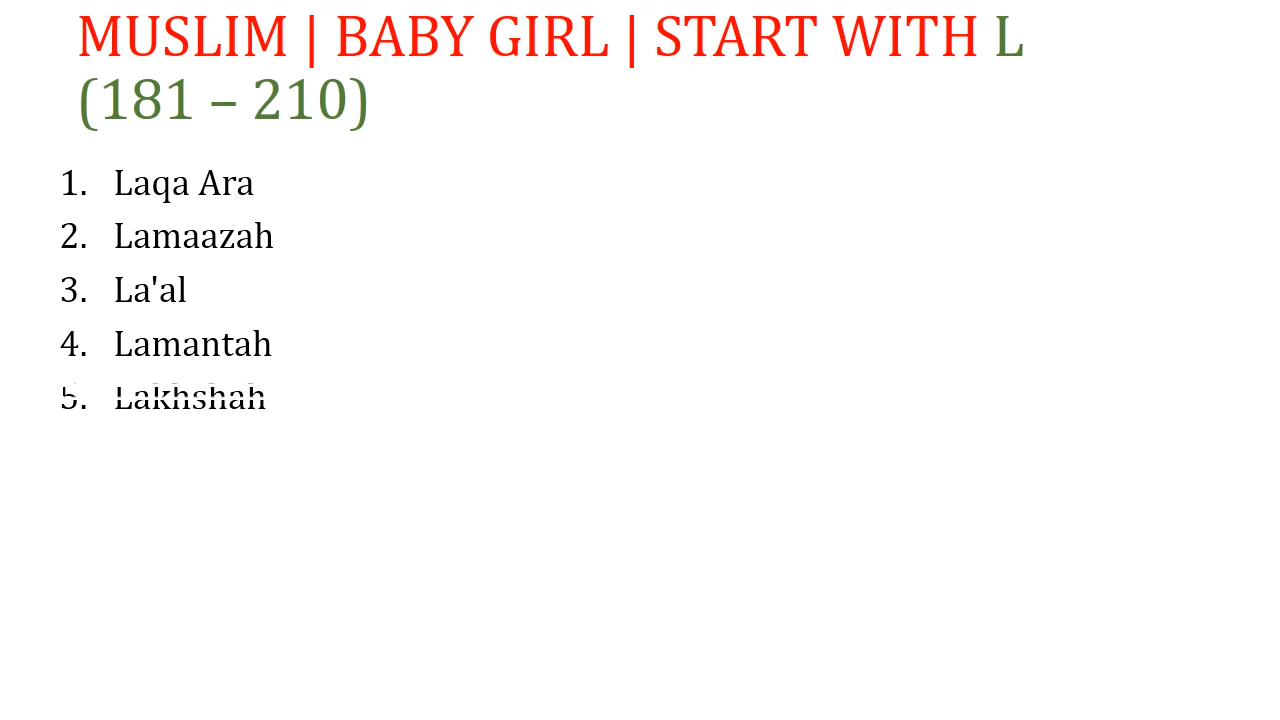 MUSLIM | BABY GIRL | START WITH L
(181 – 210)
1. Laqa Ara
2. Lamaazah
3. La'al
4. Lamantah
5. Lakhshah